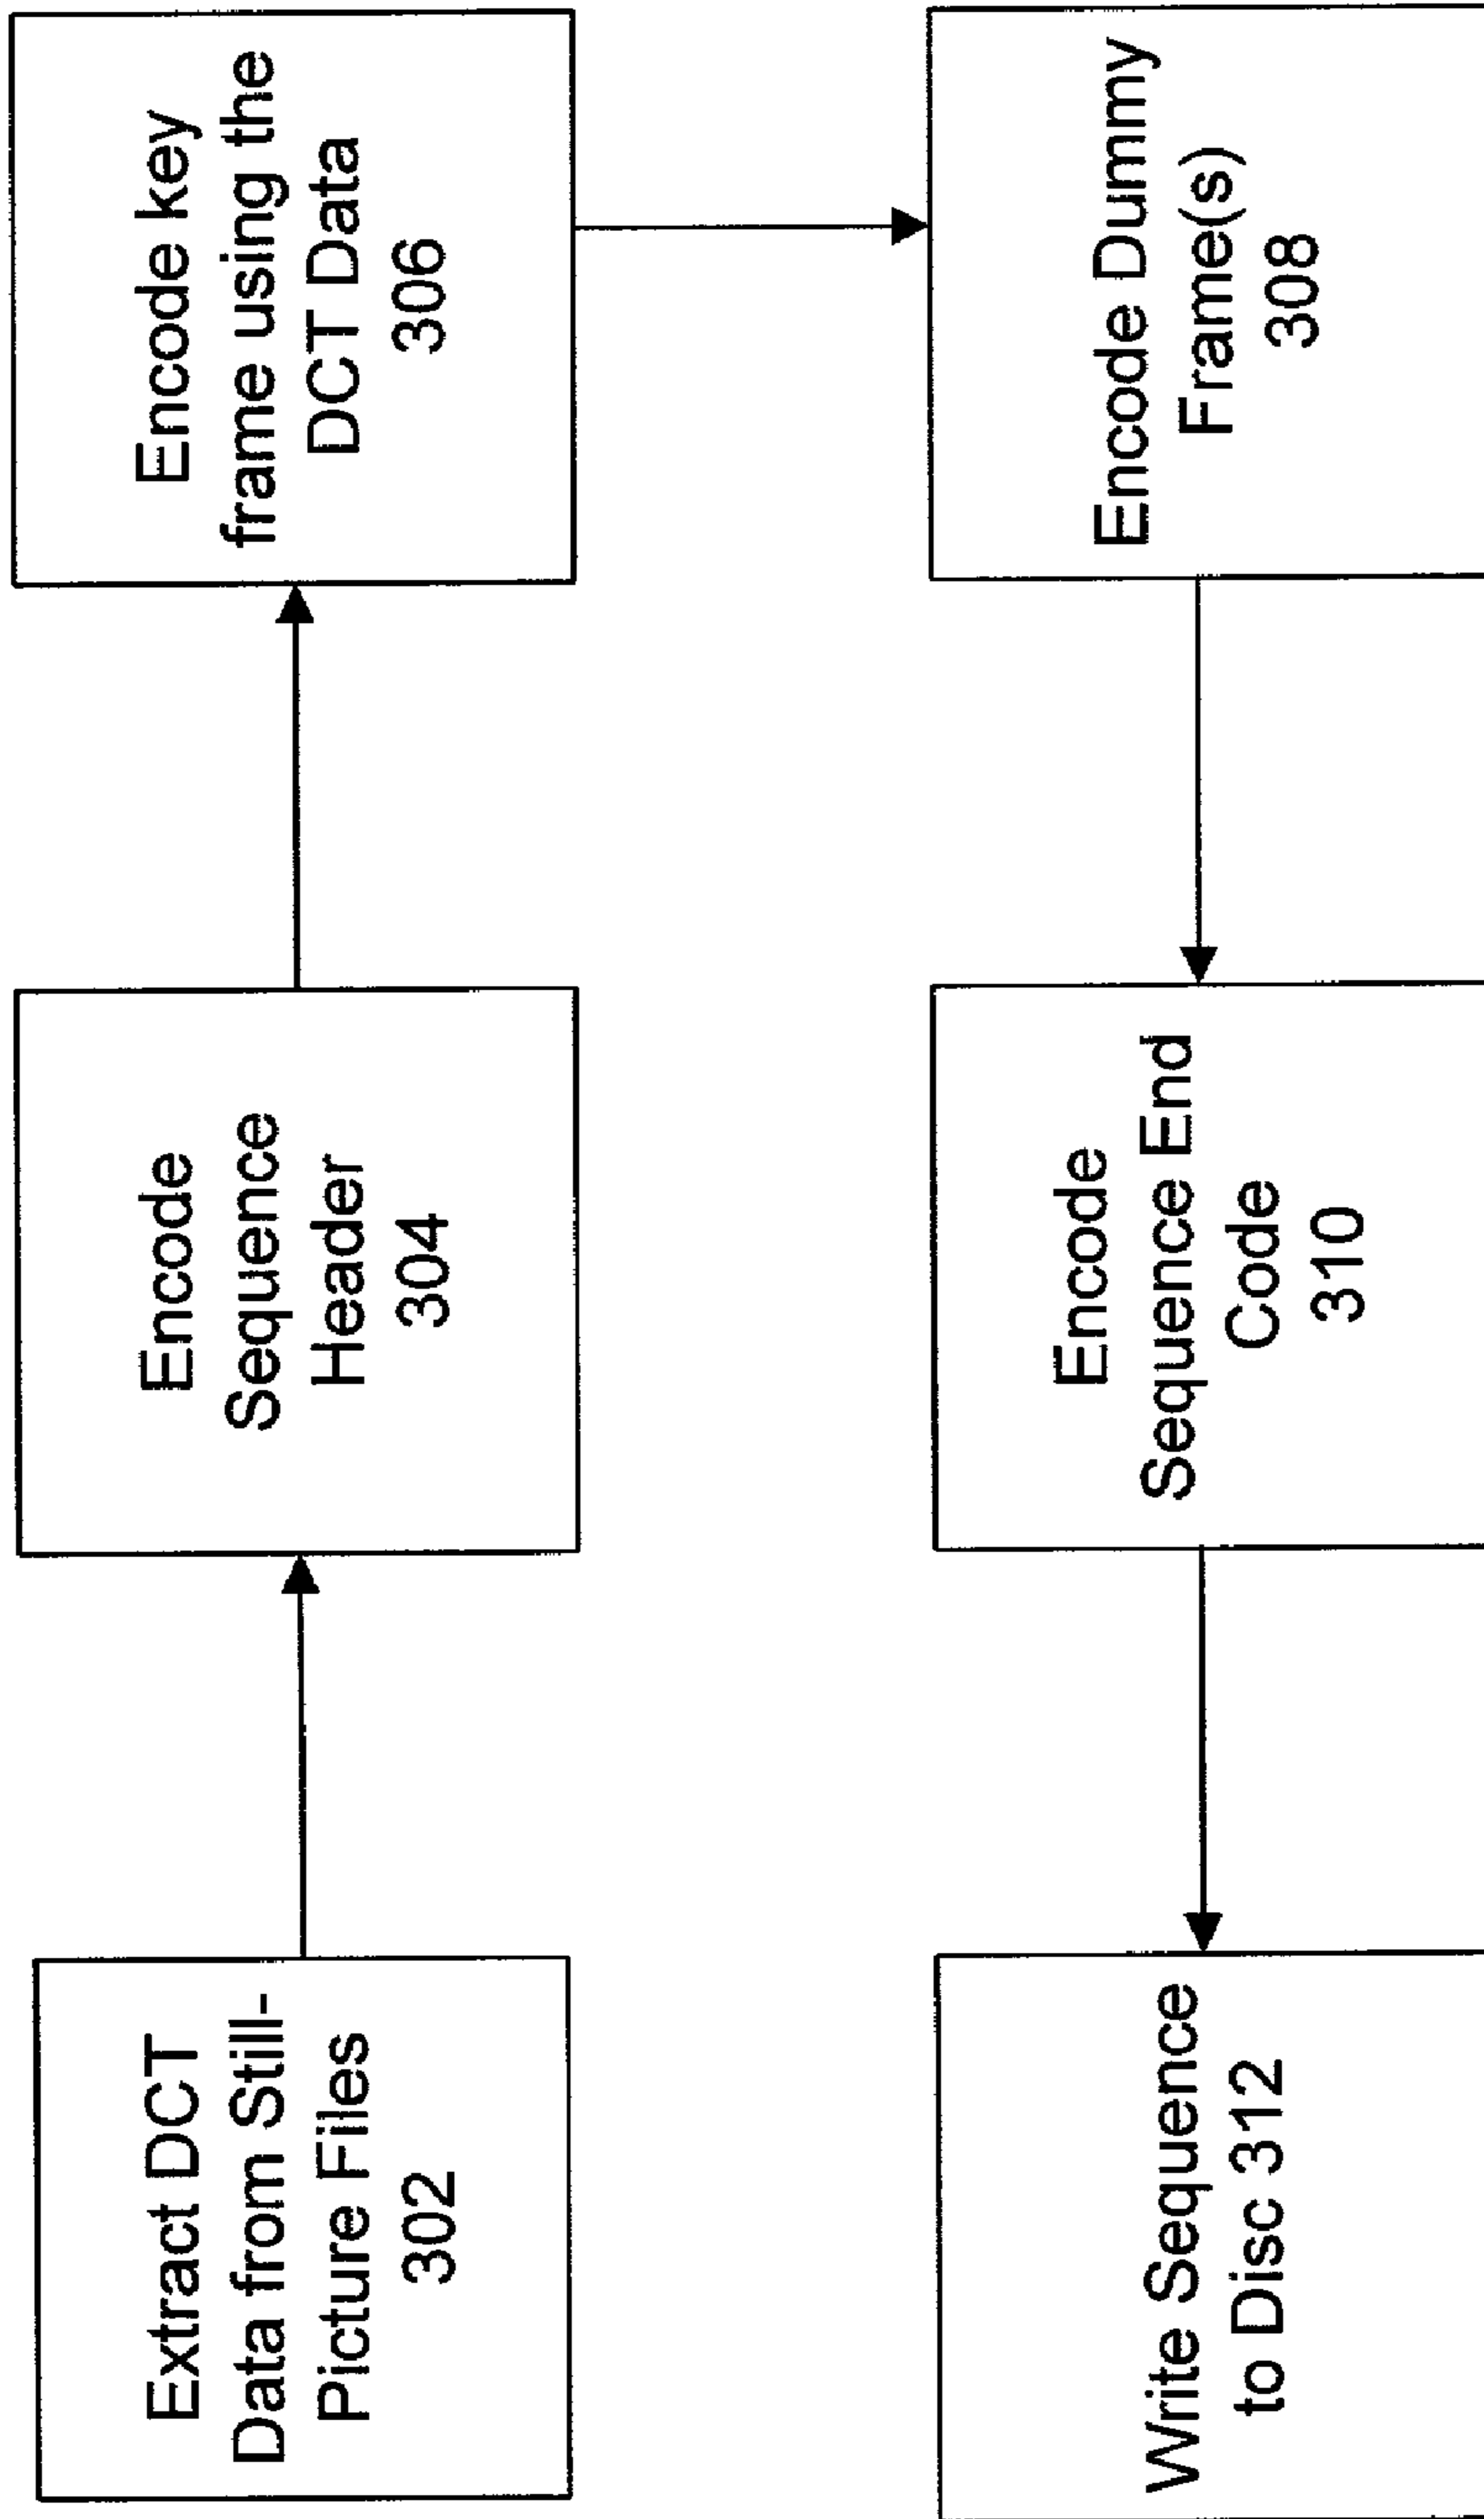 Extract DCT
Data from Still-
Picture Files
302
Encode
Sequence
Header
304
Encode key
frame using the
DCT Data
306
Encode Dummy
Frame(s)
308
Encode
Sequence End
Code
310
Write Sequence
to Disc 312